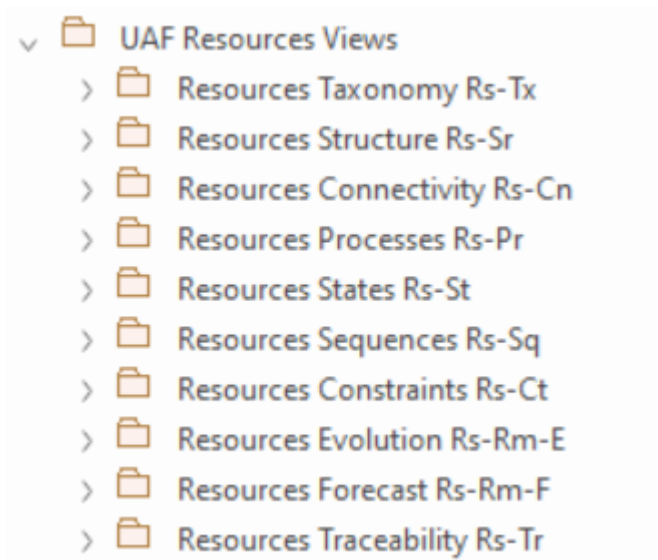 UAF Resources Views
Resources Taxonomy Rs-Tx
Resources Structure Rs-Sr
Resources Connectivity Rs-Cn
Resources Processes Rs-Pr
Resources States Rs-St
Resources Sequences Rs-Sq
Resources Constraints Rs-Ct
Resources Evolution Rs-Rm-E
Resources Forecast Rs-Rm-F
Resources Traceability Rs-Tr